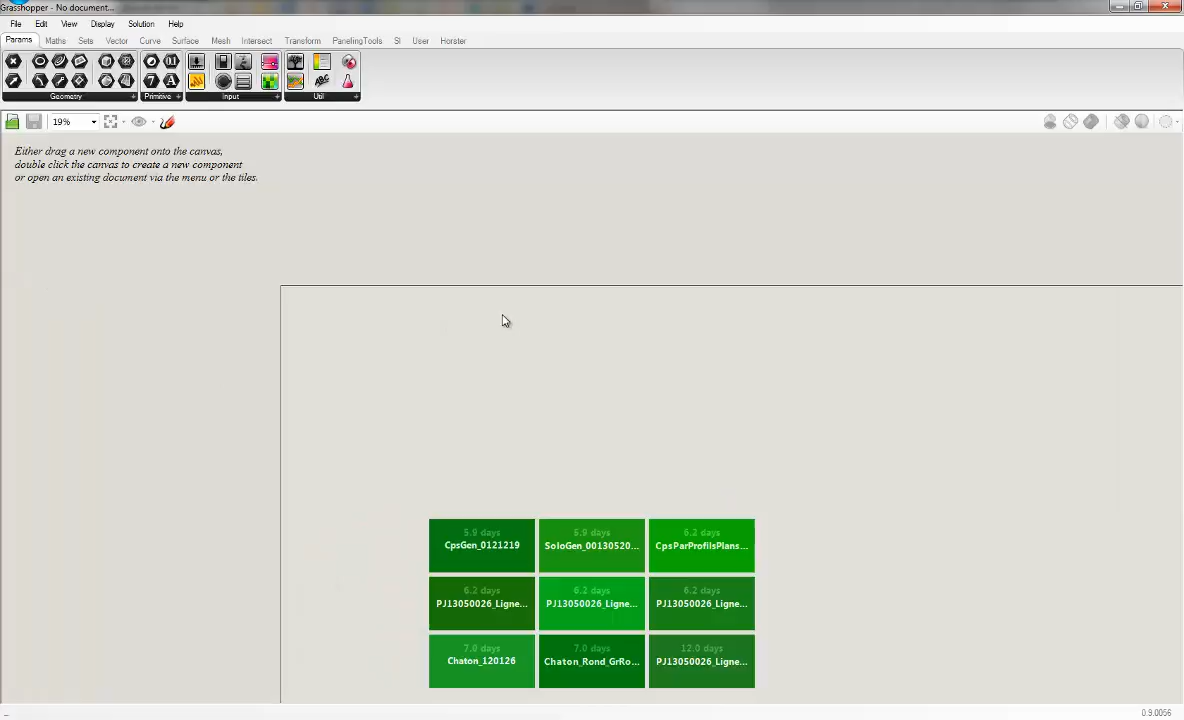 Grasshopper - No document...
File Edit View Display Solution Help
Params Maths Sets Vector Curve Surface Mesh Intersect Transform PanelingTools SI User Horster
Geometry Primitive Input Util
19%
Either drag a new component onto the canvas,
double click the canvas to create a new component
or open an existing document via the menu or the tiles.
5.9 days 5.9 days 6.2 days
CpsGen_0121219 SoloGen_00130520... CpsParProfilsPlans...
6.2 days 6.2 days 6.2 days
PJ13050026_Ligne... PJ13050026_Ligne... PJ13050026_Ligne...
7.0 days 7.0 days 12.0 days
Chaton_120126 Chaton_Rond_GrRo... PJ13050026_Ligne...
0.9.0056